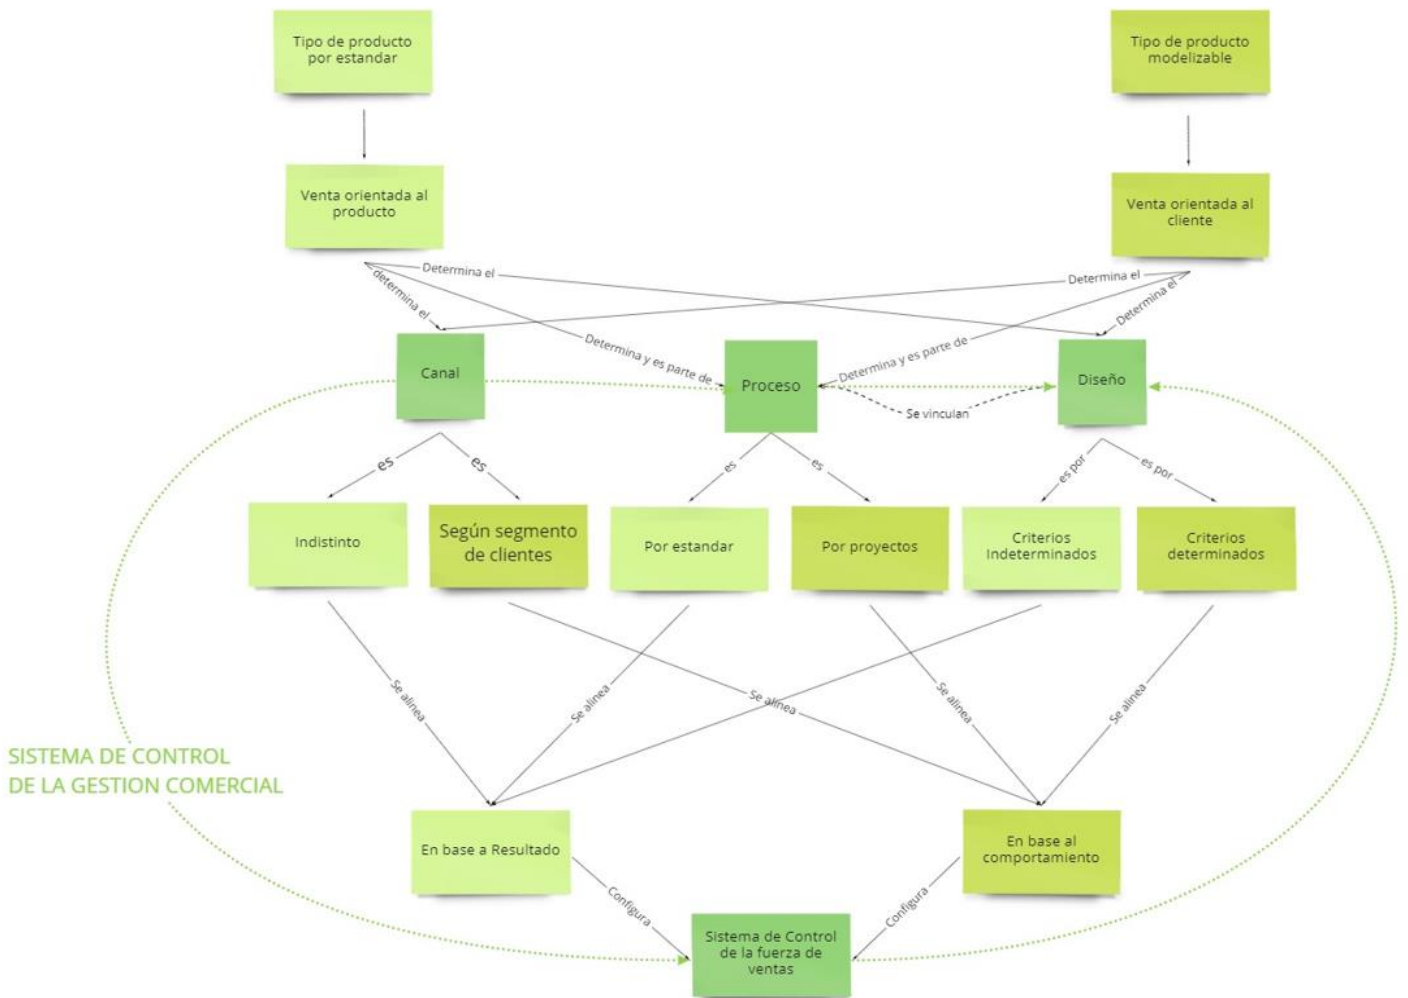 Tipo de producto
por estandar
Tipo de producto
modelizable
Venta orientada al
producto
Venta orientada al
cliente
Determina el
determina el
Determina el
Determina el
Determina y es parte de
Determina y es parte de
Canal
Proceso
Diseño
Se vinculan
es
es
es
es
es por
es por
Indistinto
Según segmento
de clientes
Por estandar
Por proyectos
Criterios
Indeterminados
Criterios
determinados
Se alinea
Se alinea
Se alinea
Se alinea
Se alinea
SISTEMA DE CONTROL
DE LA GESTION COMERCIAL
En base a Resultado
En base al
comportamiento
Configura
Configura
Sistema de Control
de la fuerza de
ventas